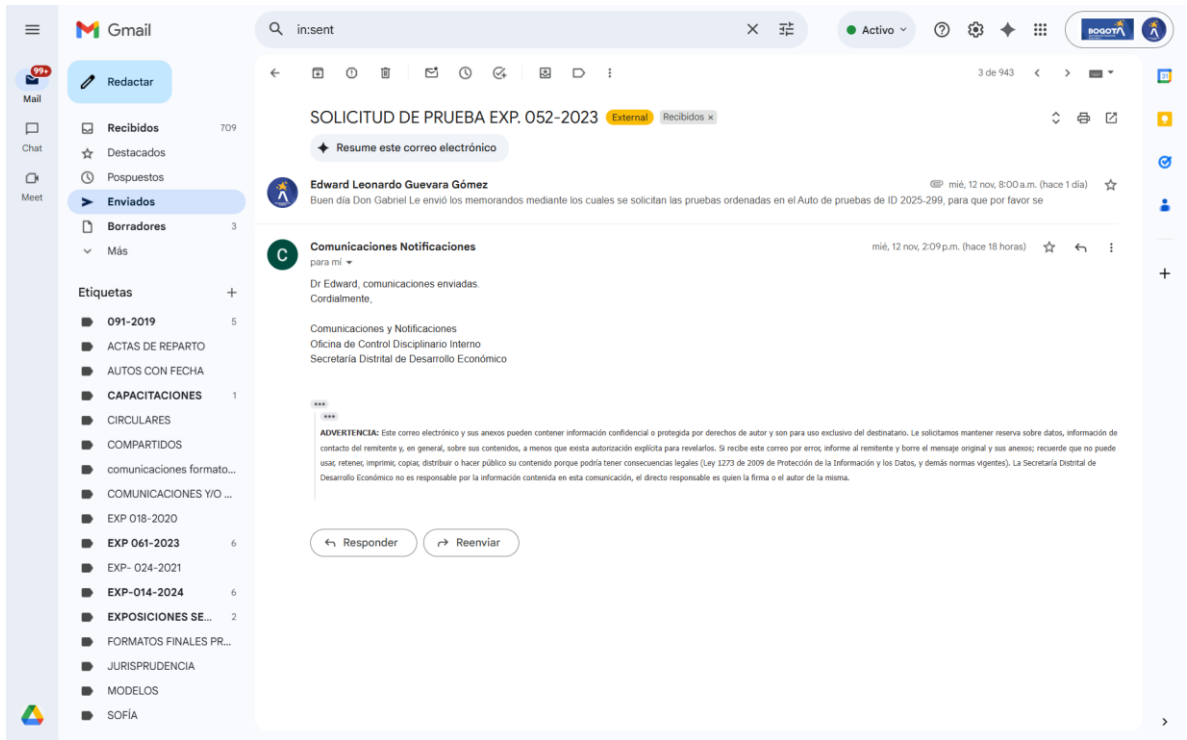 Gmail
in:sent
Activo
BOGOTÁ
99+
Mail
Chat
Meet
Redactar
Recibidos 709
Destacados
Pospuestos
Enviados
Borradores 3
Más
Etiquetas
091-2019 5
ACTAS DE REPARTO
AUTOS CON FECHA
CAPACITACIONES 1
CIRCULARES
COMPARTIDOS
comunicaciones formato...
COMUNICACIONES Y/O ...
EXP 018-2020
EXP 061-2023 6
EXP- 024-2021
EXP-014-2024 6
EXPOSICIONES SE... 2
FORMATOS FINALES PR...
JURISPRUDENCIA
MODELOS
SOFÍA
3 de 943
SOLICITUD DE PRUEBA EXP. 052-2023 External Recibidos ×
Resume este correo electrónico
Edward Leonardo Guevara Gómez mié, 12 nov, 8:00 a.m. (hace 1 día)
Buen día Don Gabriel Le envió los memorandos mediante los cuales se solicitan las pruebas ordenadas en el Auto de pruebas de ID 2025-299, para que por favor se
C
Comunicaciones Notificaciones mié, 12 nov, 2:09 p.m. (hace 18 horas)
para mí
Dr Edward, comunicaciones enviadas.
Cordialmente,
Comunicaciones y Notificaciones
Oficina de Control Disciplinario Interno
Secretaría Distrital de Desarrollo Económico
ADVERTENCIA: Este correo electrónico y sus anexos pueden contener información confidencial o protegida por derechos de autor y son para uso exclusivo del destinatario. Le solicitamos mantener reserva sobre datos, información de
contacto del remitente y, en general, sobre sus contenidos, a menos que exista autorización explícita para revelarlos. Si recibe este correo por error, informe al remitente y borre el mensaje original y sus anexos; recuerde que no puede
usar, retener, imprimir, copiar, distribuir o hacer público su contenido porque podría tener consecuencias legales (Ley 1273 de 2009 de Protección de la Información y los Datos, y demás normas vigentes). La Secretaría Distrital de
Desarrollo Económico no es responsable por la información contenida en esta comunicación, el directo responsable es quien la firma o el autor de la misma.
Responder
Reenviar
31